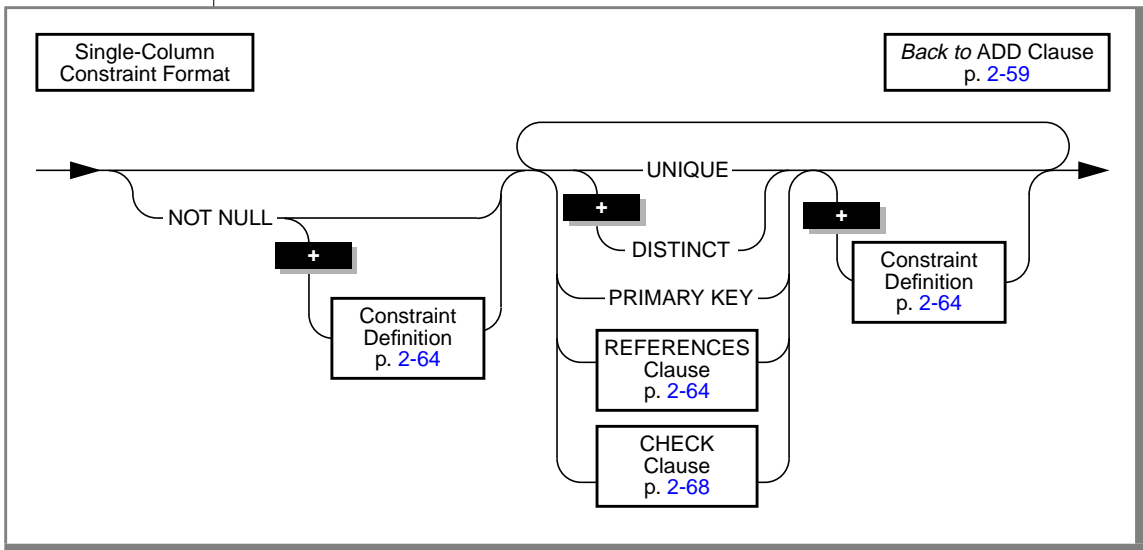 Single-Column
Constraint Format
Back to ADD Clause
p. 2-59
UNIQUE
+
DISTINCT
+
NOT NULL
+
Constraint
Definition
p. 2-64
Constraint
Definition
p. 2-64
PRIMARY KEY
REFERENCES
Clause
p. 2-64
CHECK
Clause
p. 2-68